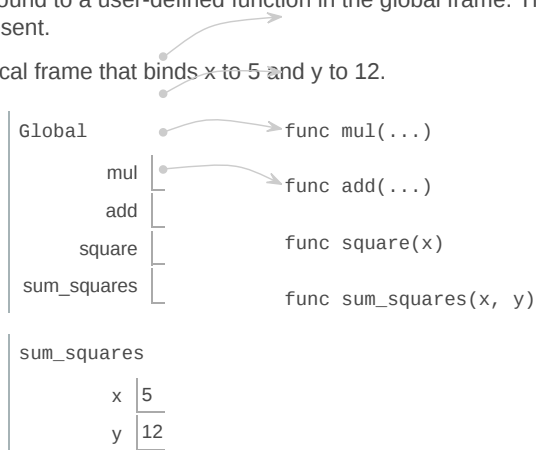 ound to a user-defined function in the global frame. T
sent.
cal frame that binds x to 5 and y to 12.
Global
func mul(...)
mul
func add(...)
add
square
func square(x)
sum_squares
func sum_squares(x, y)
sum_squares
x 5
y 12